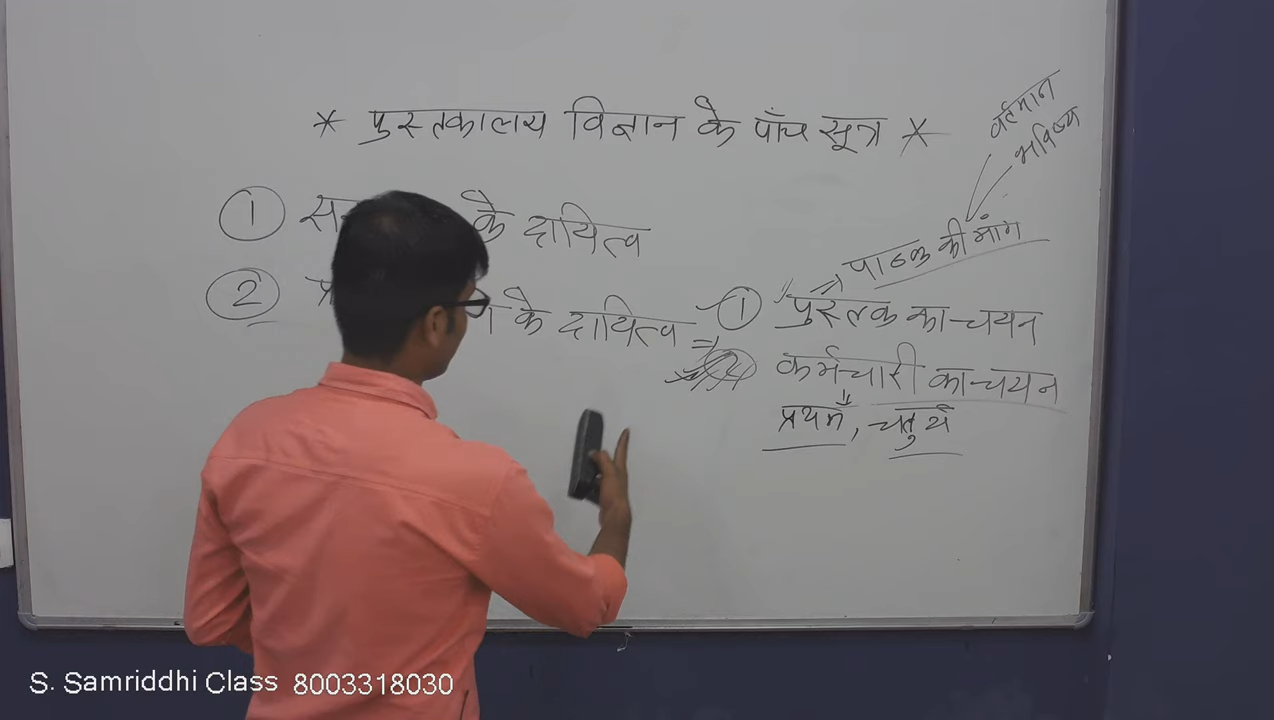 * पुस्तकालय विज्ञान के पाँच सूत्र *
वर्तमान
भविष्य
पाठक की मांग
① के दायित्व
② के दायित्व ⇒
① पुस्तक का चयन
② कर्मचारी का चयन
प्रथम, चतुर्थ
S. Samriddhi Class 8003318030